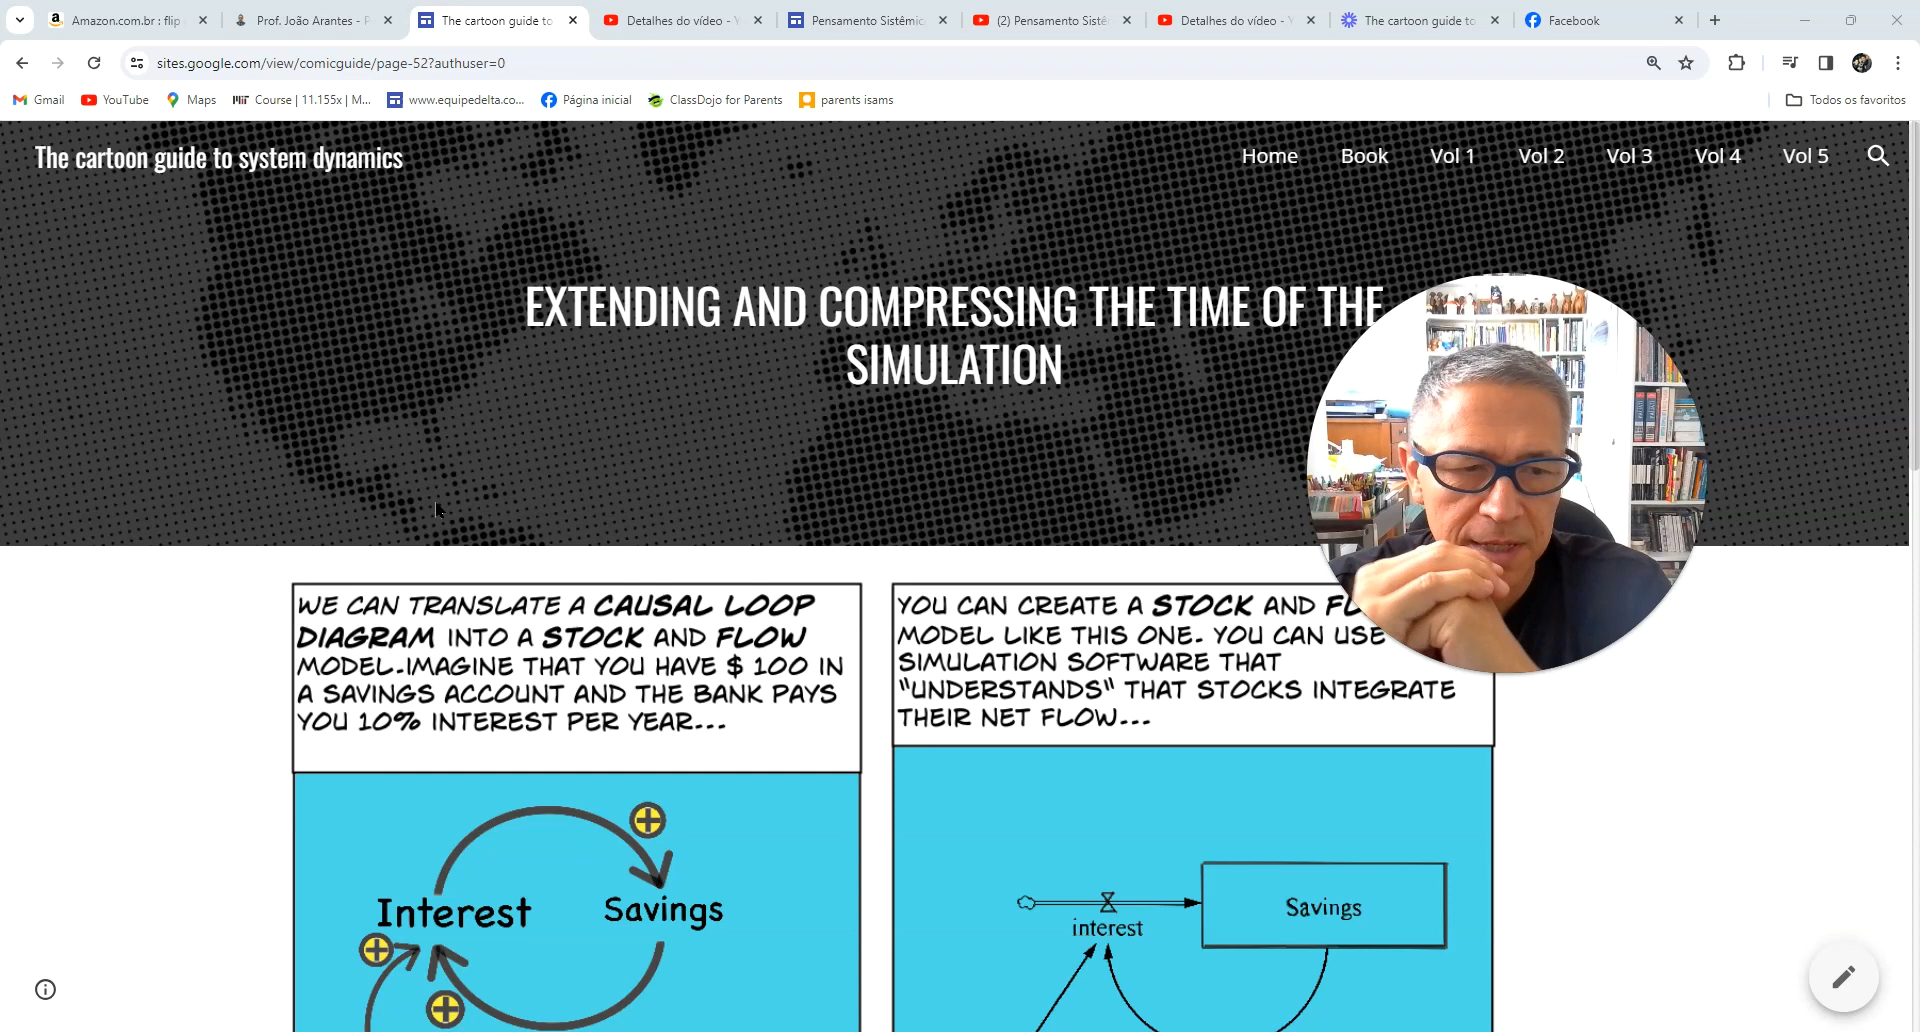 Amazon.com.br : flip
Prof. João Arantes - P
The cartoon guide to
Detalhes do vídeo - Y
Pensamento Sistêmic
(2) Pensamento Sistê
Detalhes do vídeo - Y
The cartoon guide to
Facebook
sites.google.com/view/comicguide/page-52?authuser=0
Gmail
YouTube
Maps
Course | 11.155x | M...
www.equipedelta.co...
Página inicial
ClassDojo for Parents
parents isams
Todos os favoritos
The cartoon guide to system dynamics
Home
Book
Vol 1
Vol 2
Vol 3
Vol 4
Vol 5
EXTENDING AND COMPRESSING THE TIME OF THE
SIMULATION
WE CAN TRANSLATE A CAUSAL LOOP
DIAGRAM INTO A STOCK AND FLOW
MODEL-IMAGINE THAT YOU HAVE $ 100 IN
A SAVINGS ACCOUNT AND THE BANK PAYS
YOU 10% INTEREST PER YEAR...
Interest
Savings
YOU CAN CREATE A STOCK AND
MODEL LIKE THIS ONE. YOU CAN USE
SIMULATION SOFTWARE THAT
"UNDERSTANDS" THAT STOCKS INTEGRATE
THEIR NET FLOW...
Savings
interest